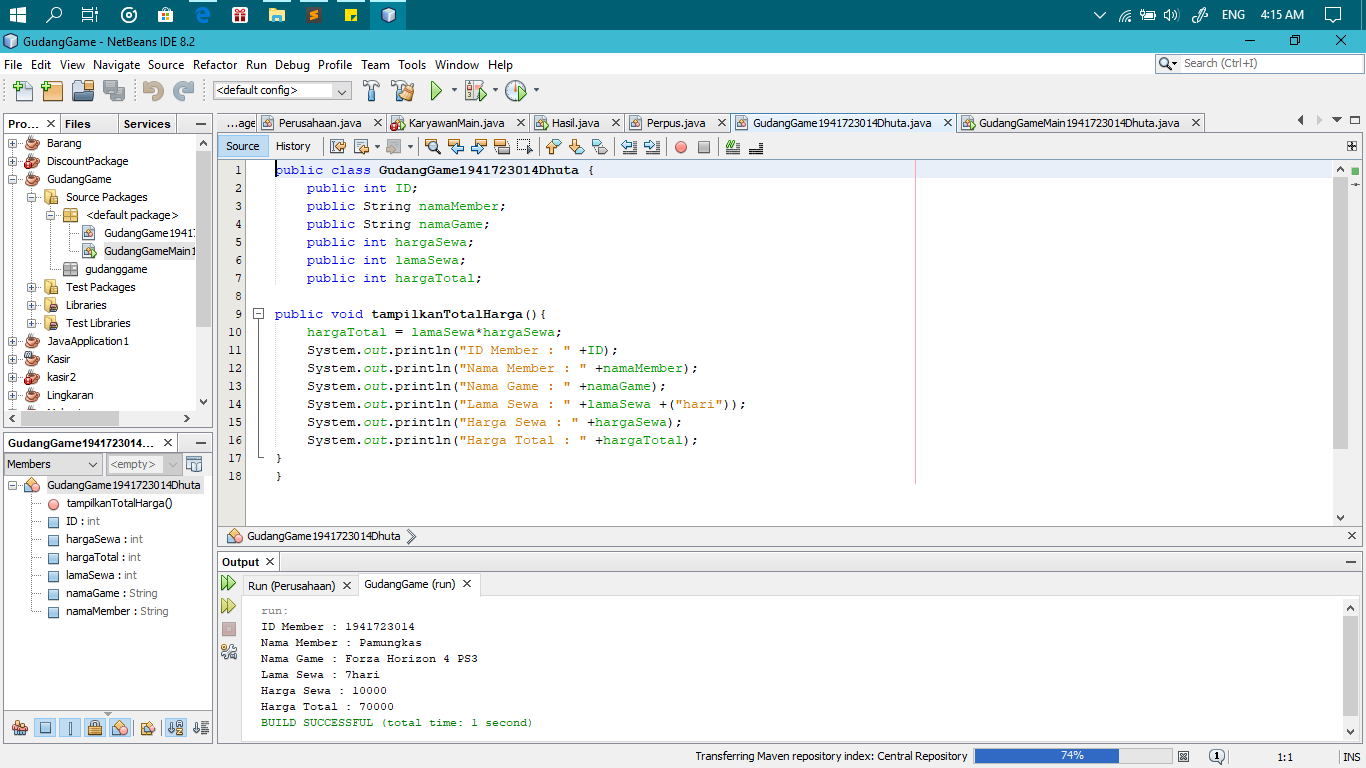 ENG 4:15 AM
GudangGame - NetBeans IDE 8.2
File Edit View Navigate Source Refactor Run Debug Profile Team Tools Window Help
Search (Ctrl+I)
<default config>
Pro... Files Services
Barang
DiscountPackage
GudangGame
Source Packages
<default package>
GudangGame1941
GudangGameMain1
gudanggame
Test Packages
Libraries
Test Libraries
JavaApplication1
Kasir
kasir2
Lingkaran
GudangGame1941723014...
Members <empty>
GudangGame1941723014Dhuta
tampilkanTotalHarga()
ID : int
hargaSewa : int
hargaTotal : int
lamaSewa : int
namaGame : String
namaMember : String
...age Perusahaan.java KaryawanMain.java Hasil.java Perpus.java GudangGame1941723014Dhuta.java GudangGameMain1941723014Dhuta.java
Source History
1 public class GudangGame1941723014Dhuta {
2 public int ID;
3 public String namaMember;
4 public String namaGame;
5 public int hargaSewa;
6 public int lamaSewa;
7 public int hargaTotal;
8
9 public void tampilkanTotalHarga(){
10 hargaTotal = lamaSewa*hargaSewa;
11 System.out.println("ID Member : " +ID);
12 System.out.println("Nama Member : " +namaMember);
13 System.out.println("Nama Game : " +namaGame);
14 System.out.println("Lama Sewa : " +lamaSewa +("hari"));
15 System.out.println("Harga Sewa : " +hargaSewa);
16 System.out.println("Harga Total : " +hargaTotal);
17 }
18 }
GudangGame1941723014Dhuta
Output
Run (Perusahaan) GudangGame (run)
run:
ID Member : 1941723014
Nama Member : Pamungkas
Nama Game : Forza Horizon 4 PS3
Lama Sewa : 7hari
Harga Sewa : 10000
Harga Total : 70000
BUILD SUCCESSFUL (total time: 1 second)
Transferring Maven repository index: Central Repository 74% 1 1:1 INS